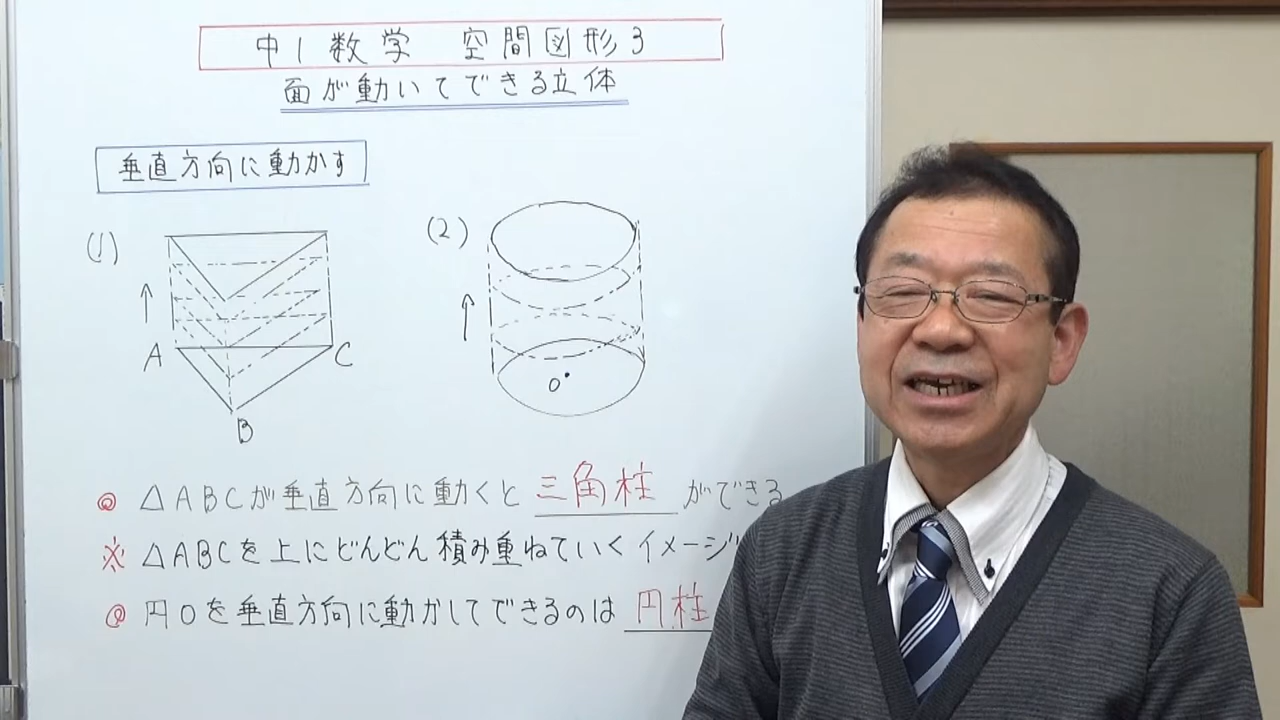 中1数学 空間図形3
面が動いてできる立体
垂直方向に動かす
(1)
(2)
A
C
B
O
◎ △ABCが垂直方向に動くと 三角柱 ができる
※ △ABCを上にどんどん積み重ねていくイメージ
◎ 円Oを垂直方向に動かしてできるのは 円柱